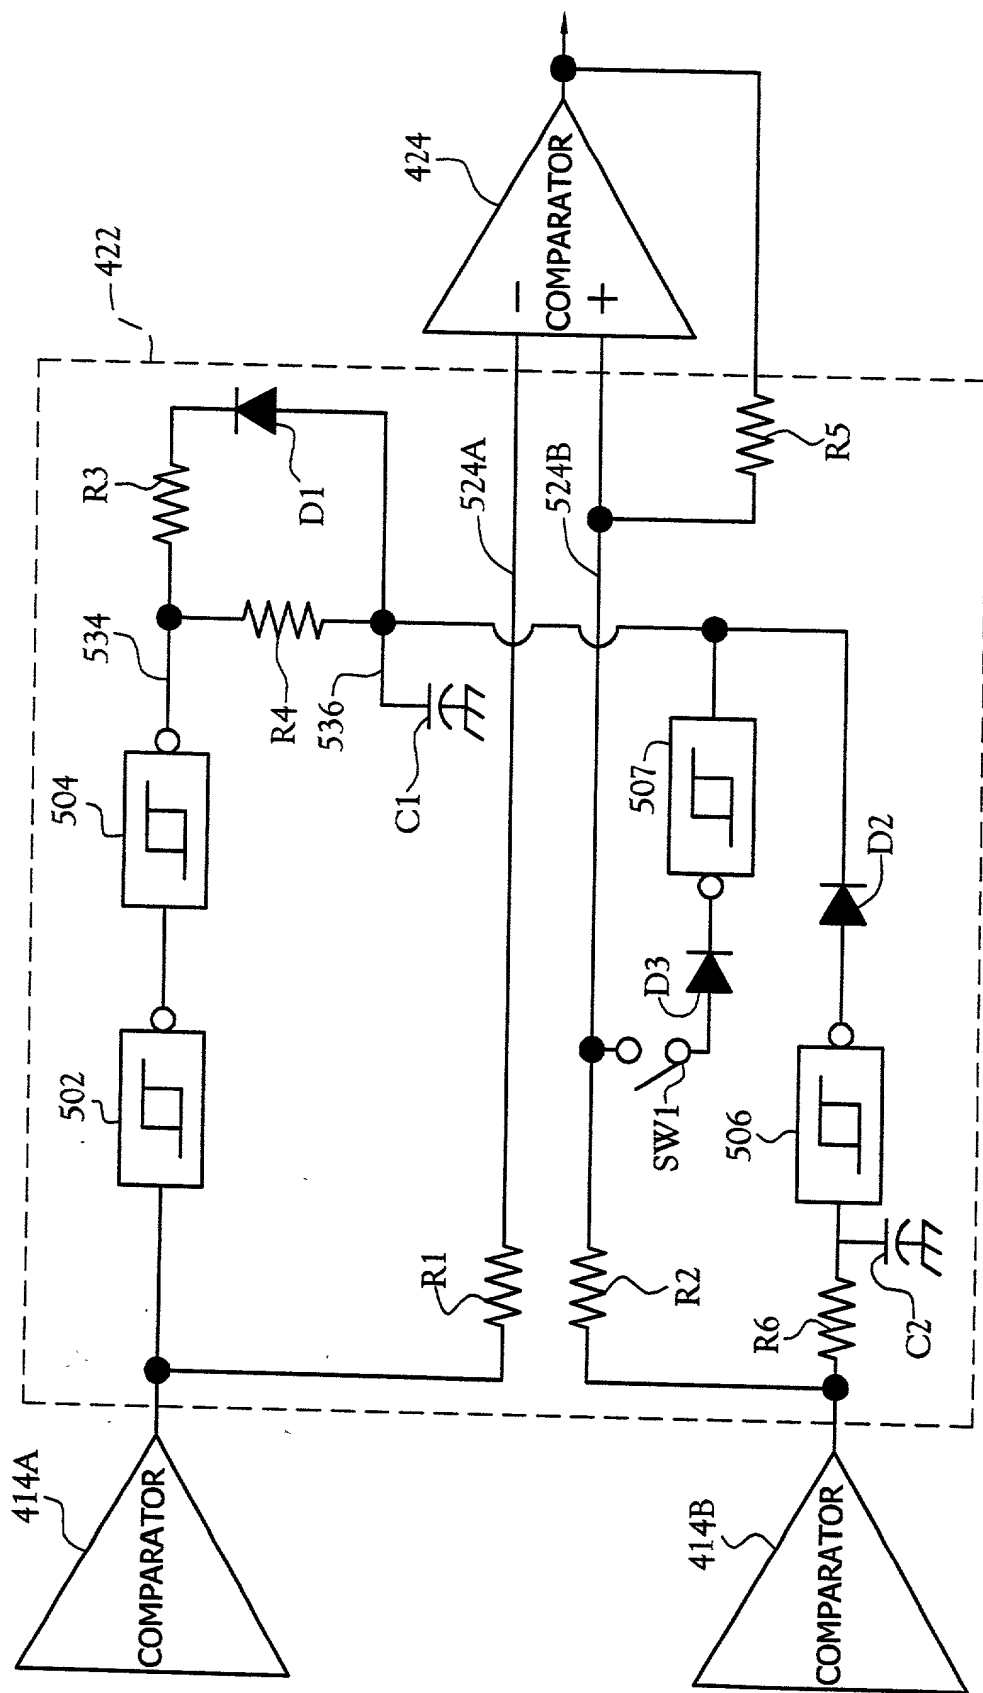 424
COMPARATOR
−
+
422
R3
D1
534
R4
536
C1
524A
524B
R5
504
502
507
D2
D3
SW1
506
R1
R2
R6
C2
414A
COMPARATOR
414B
COMPARATOR